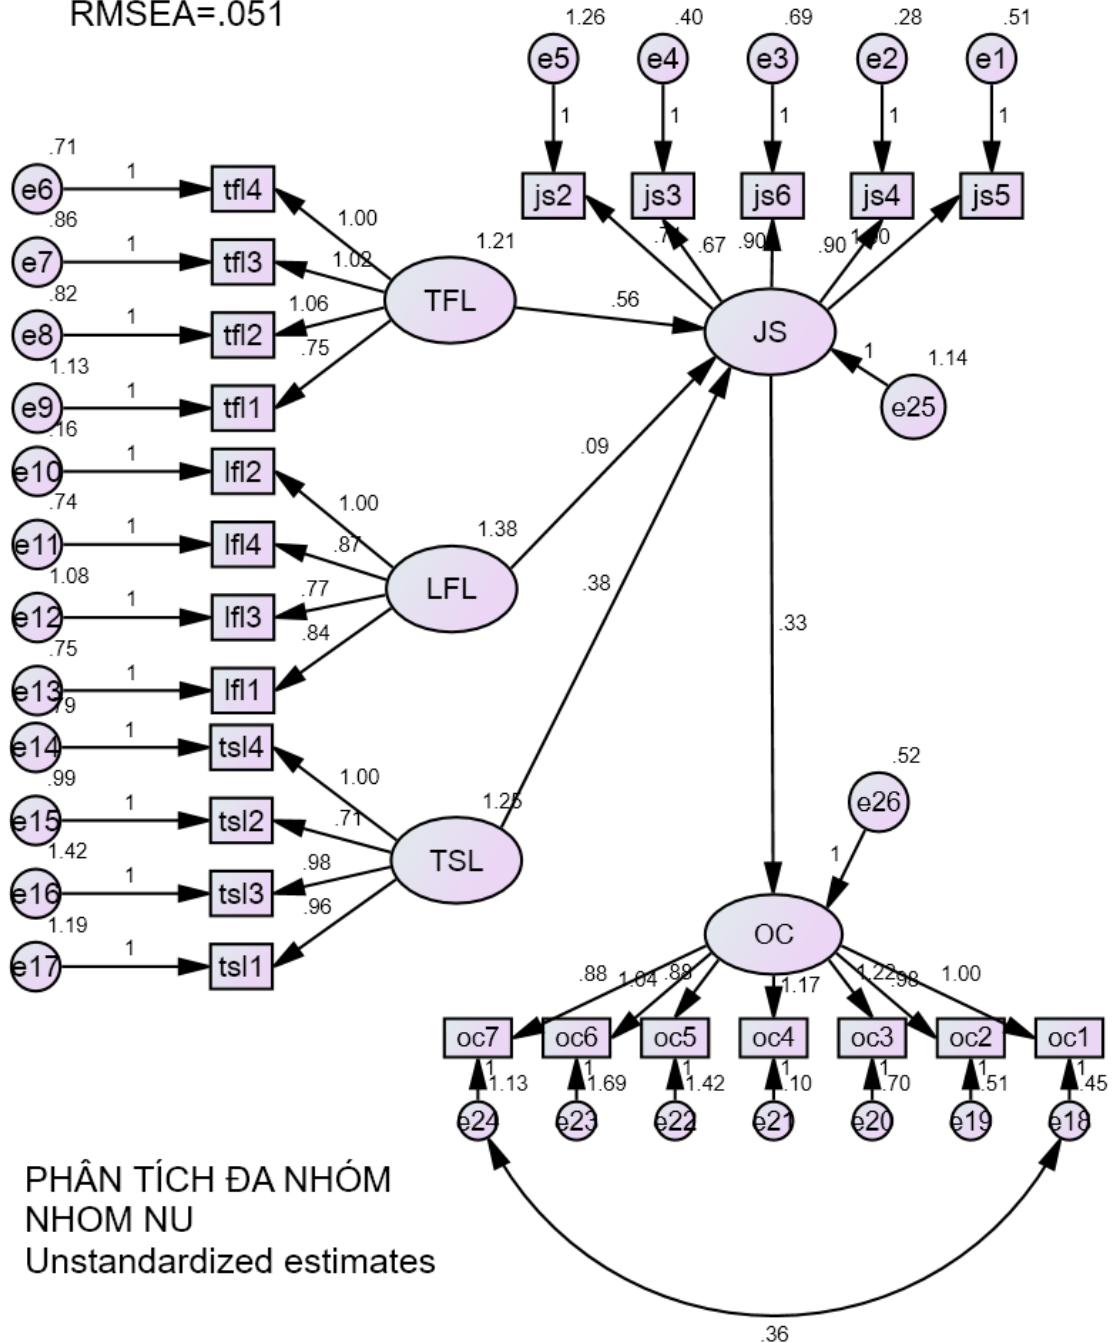 RMSEA=.051
1.26 .40 .69 .28 .51
e5 e4 e3 e2 e1
1 1 1 1 1
js2 js3 js6 js4 js5
.67 .90 .90
.71
e6 1 tfl4
1.00
.86
e7 1 tfl3
1.02
1.21
TFL
.56
JS
.82
e8 1 tfl2
1.06
.75
1.13
e9 1 tfl1
1 1.14
e25
.16
e10 1 lfl2
1.00
.09
.74
e11 1 lfl4
.87
1.38
LFL
.38
1.08
e12 1 lfl3
.77
.84
.33
.75
e13 1 lfl1
e14 1 tsl4
1.00
.99
e15 1 tsl2
.71
1.25
TSL
.52
e26
1
1.42
e16 1 tsl3
.98
.96
1.19
e17 1 tsl1
OC
.88 1.04 .88 1.17 1.22 .98 1.00
oc7 oc6 oc5 oc4 oc3 oc2 oc1
1 1 1 1 1 1 1
1.13 1.69 1.42 .10 .70 .51 .45
e24 e23 e22 e21 e20 e19 e18
PHÂN TÍCH ĐA NHÓM
NHOM NU
Unstandardized estimates
.36